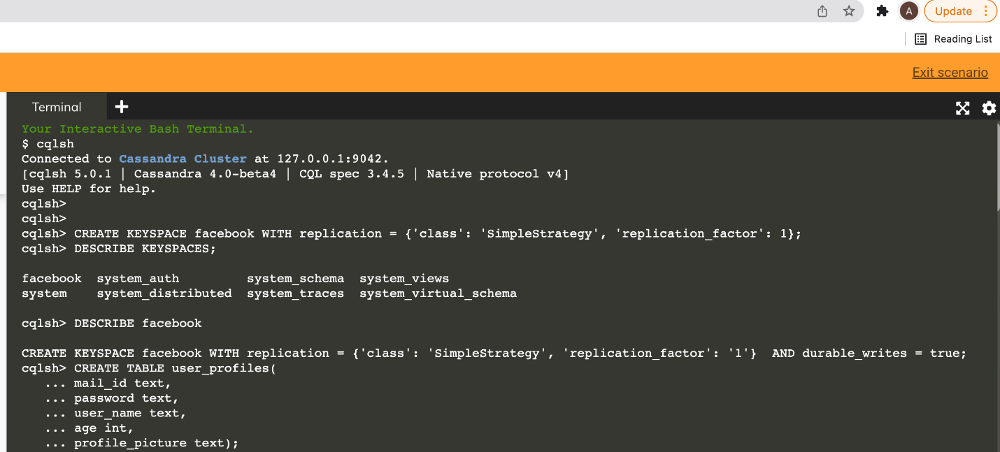 A Update
Reading List
Exit scenario
Terminal
Your Interactive Bash Terminal.
$ cqlsh
Connected to Cassandra Cluster at 127.0.0.1:9042.
[cqlsh 5.0.1 | Cassandra 4.0-beta4 | CQL spec 3.4.5 | Native protocol v4]
Use HELP for help.
cqlsh>
cqlsh>
cqlsh> CREATE KEYSPACE facebook WITH replication = {'class': 'SimpleStrategy', 'replication_factor': 1};
cqlsh> DESCRIBE KEYSPACES;
facebook system_auth system_schema system_views
system system_distributed system_traces system_virtual_schema
cqlsh> DESCRIBE facebook
CREATE KEYSPACE facebook WITH replication = {'class': 'SimpleStrategy', 'replication_factor': '1'}  AND durable_writes = true;
cqlsh> CREATE TABLE user_profiles(
... mail_id text,
... password text,
... user_name text,
... age int,
... profile_picture text);